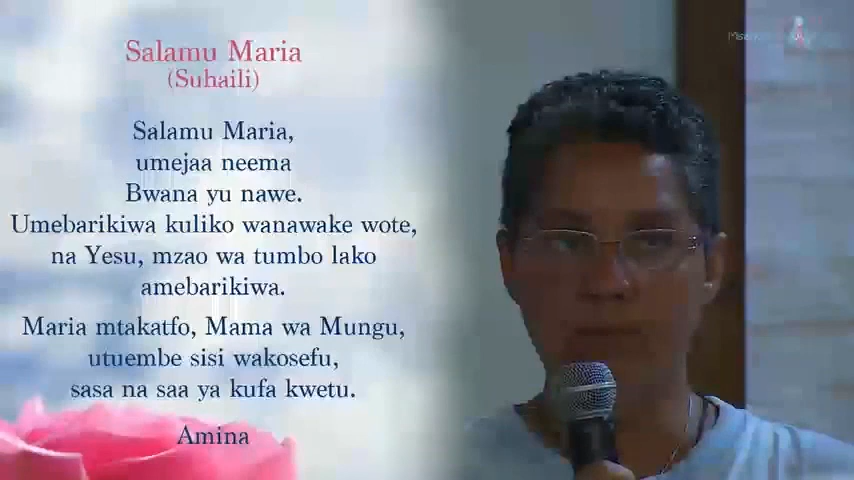 Salamu Maria
(Suhaili)
Salamu Maria,
umejaa neema
Bwana yu nawe.
Umebarikiwa kuliko wanawake wote,
na Yesu, mzao wa tumbo lako
amebarikiwa.
Maria mtakatfo, Mama wa Mungu,
utuembe sisi wakosefu,
sasa na saa ya kufa kwetu.
Amina